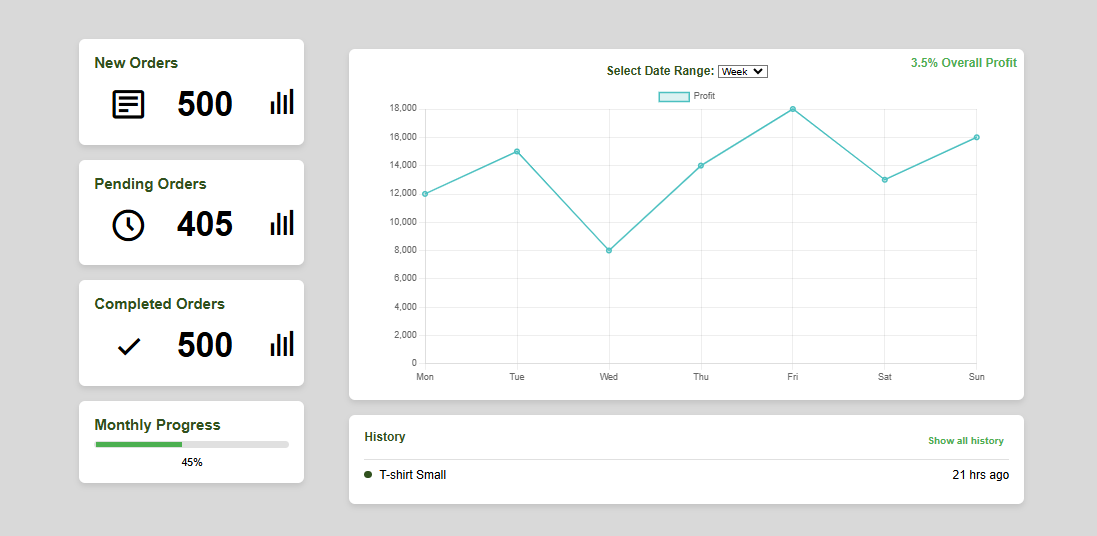 New Orders
500
Pending Orders
405
Completed Orders
500
Monthly Progress
45%
3.5% Overall Profit
Select Date Range: Week
Profit
18,000
16,000
14,000
12,000
10,000
8,000
6,000
4,000
2,000
0
Mon Tue Wed Thu Fri Sat Sun
History
Show all history
T-shirt Small 21 hrs ago